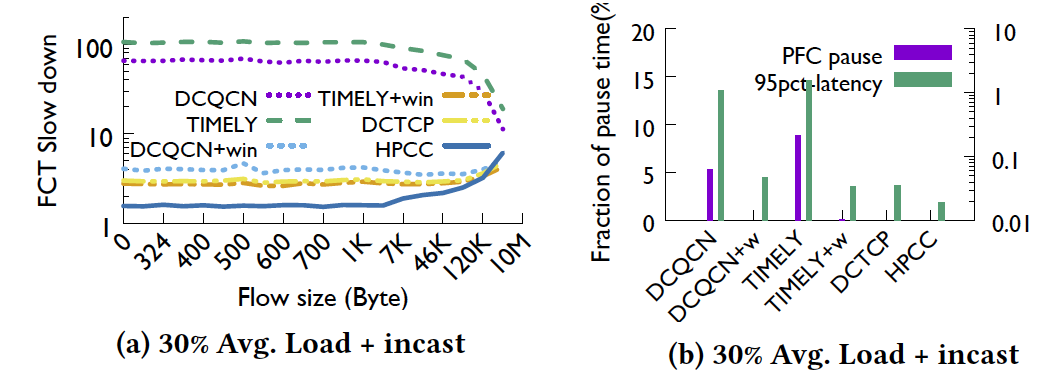 FCT Slow down
100
10
1
DCQCN
TIMELY
DCQCN+win
TIMELY+win
DCTCP
HPCC
0
324
400
500
600
700
1K
7K
46K
120K
10M
Flow size (Byte)
(a) 30% Avg. Load + incast
Fraction of pause time(%
20
15
10
5
0
PFC pause
95pct-latency
10
1
0.1
0.01
DCQCN
DCQCN+w
TIMELY
TIMELY+w
DCTCP
HPCC
(b) 30% Avg. Load + incast